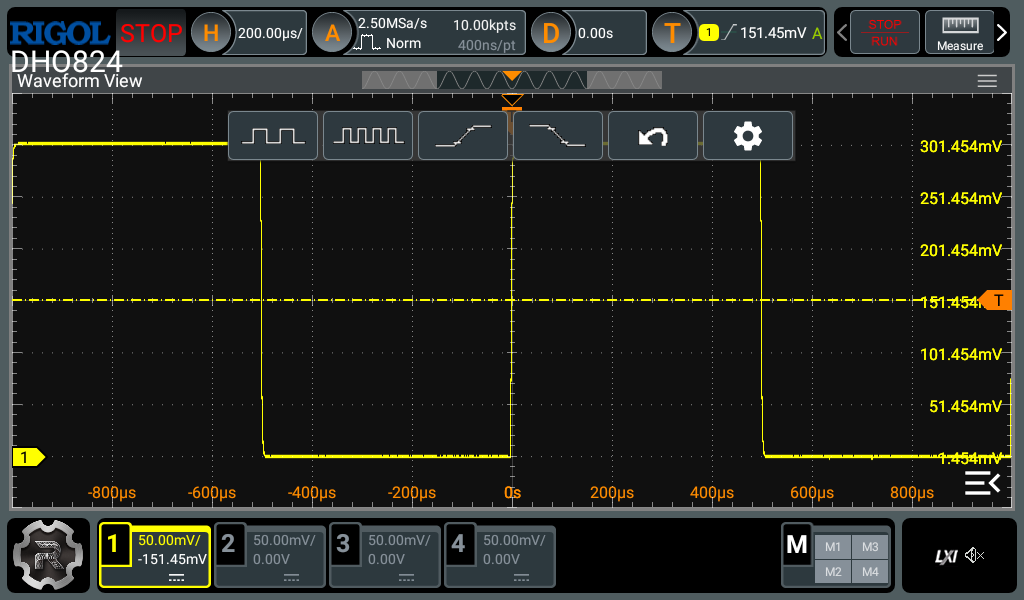 RIGOL STOP H 200.00µs/ A 2.50MSa/s 10.00kpts D 0.00s T 1 151.45mV A STOP
RUN Measure
Norm 400ns/pt
DHO824
Waveform View
301.454mV
251.454mV
201.454mV
151.454mV
T
101.454mV
51.454mV
1 1.454mV
-800µs -600µs -400µs -200µs 0s 200µs 400µs 600µs 800µs
1 50.00mV/ 2 50.00mV/ 3 50.00mV/ 4 50.00mV/ M M1 M3 LXI
-151.45mV 0.00V 0.00V 0.00V M2 M4
R